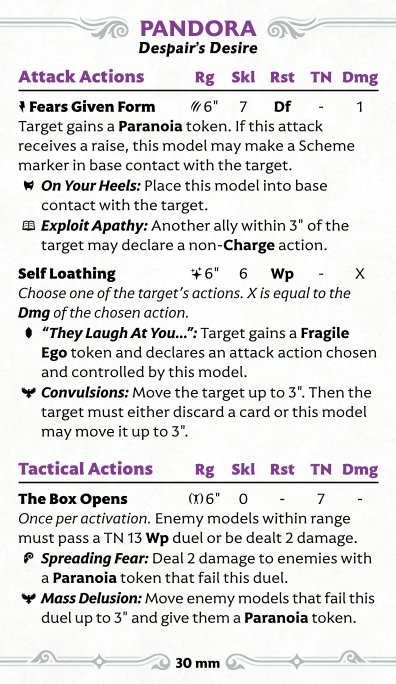 PANDORA
Despair's Desire
Attack Actions Rg Skl Rst TN Dmg
Fears Given Form 6" 7 Df - 1
Target gains a Paranoia token. If this attack
receives a raise, this model may make a Scheme
marker in base contact with the target.
On Your Heels: Place this model into base
contact with the target.
Exploit Apathy: Another ally within 3" of the
target may declare a non-Charge action.
Self Loathing 6" 6 Wp - X
Choose one of the target's actions. X is equal to the
Dmg of the chosen action.
"They Laugh At You...": Target gains a Fragile
Ego token and declares an attack action chosen
and controlled by this model.
Convulsions: Move the target up to 3". Then the
target must either discard a card or this model
may move it up to 3".
Tactical Actions Rg Skl Rst TN Dmg
The Box Opens 6" 0 - 7 -
Once per activation. Enemy models within range
must pass a TN 13 Wp duel or be dealt 2 damage.
Spreading Fear: Deal 2 damage to enemies with
a Paranoia token that fail this duel.
Mass Delusion: Move enemy models that fail this
duel up to 3" and give them a Paranoia token.
30 mm